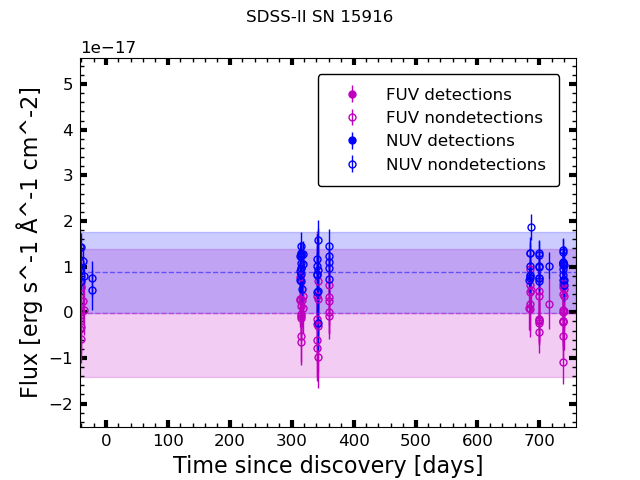 SDSS-II SN 15916
1e−17
FUV detections
FUV nondetections
NUV detections
NUV nondetections
5
4
3
2
1
0
−1
−2
Flux [erg s^-1 Å^-1 cm^-2]
0 100 200 300 400 500 600 700
Time since discovery [days]